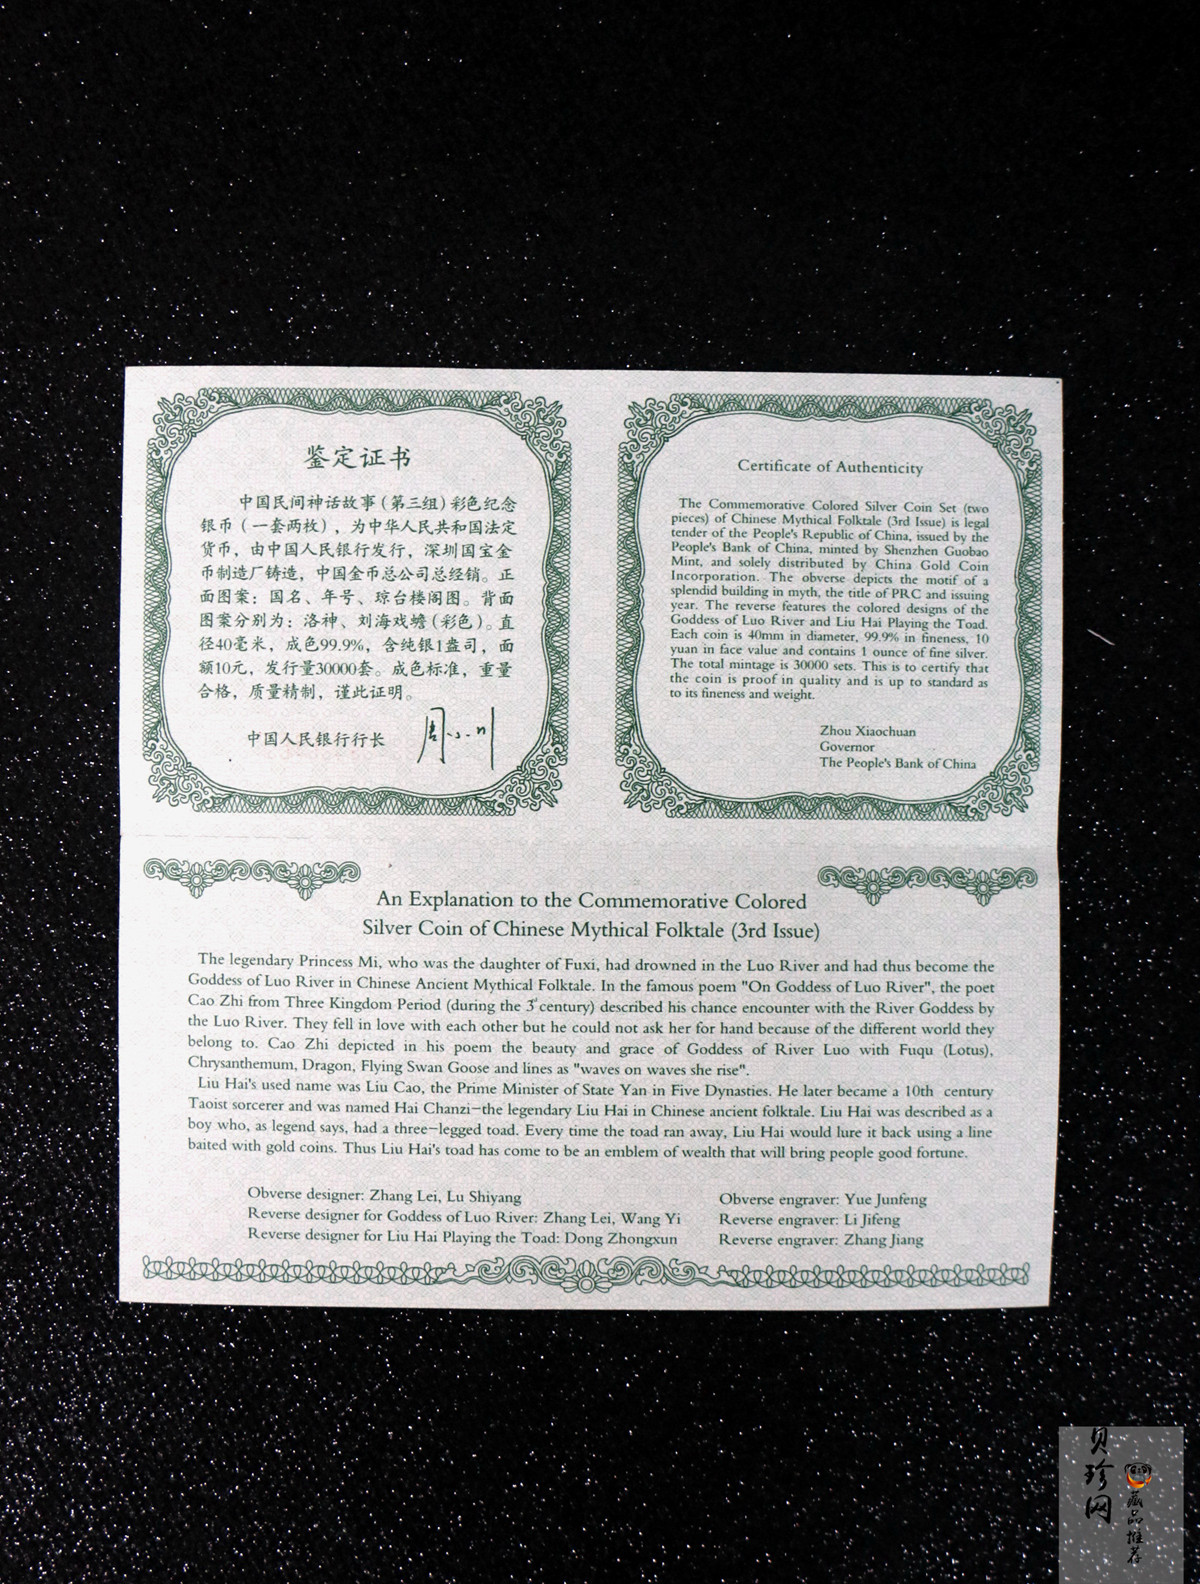 鉴定证书
中国民间神话故事（第三组）彩色纪念
银币（一套两枚），为中华人民共和国法定
货币，由中国人民银行发行，深圳国宝金
币制造厂铸造，中国金币总公司总经销。正
面图案：国名、年号、琼台楼阁图。背面
图案分别为：洛神、刘海戏蟾（彩色）。直
径40毫米，成色99.9%，含纯银1盎司，面
额10元，发行量30000套。成色标准，重量
合格，质量精制，谨此证明。
中国人民银行行长
Certificate of Authenticity
The Commemorative Colored Silver Coin Set (two
pieces) of Chinese Mythical Folktale (3rd Issue) is legal
tender of the People's Republic of China, issued by the
People's Bank of China, minted by Shenzhen Guobao
Mint, and solely distributed by China Gold Coin
Incorporation. The obverse depicts the motif of a
splendid building in myth, the title of PRC and issuing
year. The reverse features the colored designs of the
Goddess of Luo River and Liu Hai Playing the Toad.
Each coin is 40mm in diameter, 99.9% in fineness, 10
yuan in face value and contains 1 ounce of fine silver.
The total mintage is 30000 sets. This is to certify that
the coin is proof in quality and is up to standard as
to its fineness and weight.
Zhou Xiaochuan
Governor
The People's Bank of China
An Explanation to the Commemorative Colored
Silver Coin of Chinese Mythical Folktale (3rd Issue)
The legendary Princess Mi, who was the daughter of Fuxi, had drowned in the Luo River and had thus become the
Goddess of Luo River in Chinese Ancient Mythical Folktale. In the famous poem "On Goddess of Luo River", the poet
Cao Zhi from Three Kingdom Period (during the 3rd century) described his chance encounter with the River Goddess by
the Luo River. They fell in love with each other but he could not ask her for hand because of the different world they
belong to. Cao Zhi depicted in his poem the beauty and grace of Goddess of River Luo with Fuqu (Lotus),
Chrysanthemum, Dragon, Flying Swan Goose and lines as "waves on waves she rise".
Liu Hai's used name was Liu Cao, the Prime Minister of State Yan in Five Dynasties. He later became a 10th century
Taoist sorcerer and was named Hai Chanzi-the legendary Liu Hai in Chinese ancient folktale. Liu Hai was described as a
boy who, as legend says, had a three-legged toad. Every time the toad ran away, Liu Hai would lure it back using a line
baited with gold coins. Thus Liu Hai's toad has come to be an emblem of wealth that will bring people good fortune.
Obverse designer: Zhang Lei, Lu Shiyang
Reverse designer for Goddess of Luo River: Zhang Lei, Wang Yi
Reverse designer for Liu Hai Playing the Toad: Dong Zhongxun
Obverse engraver: Yue Junfeng
Reverse engraver: Li Jifeng
Reverse engraver: Zhang Jiang
贝珍网
藏品推荐